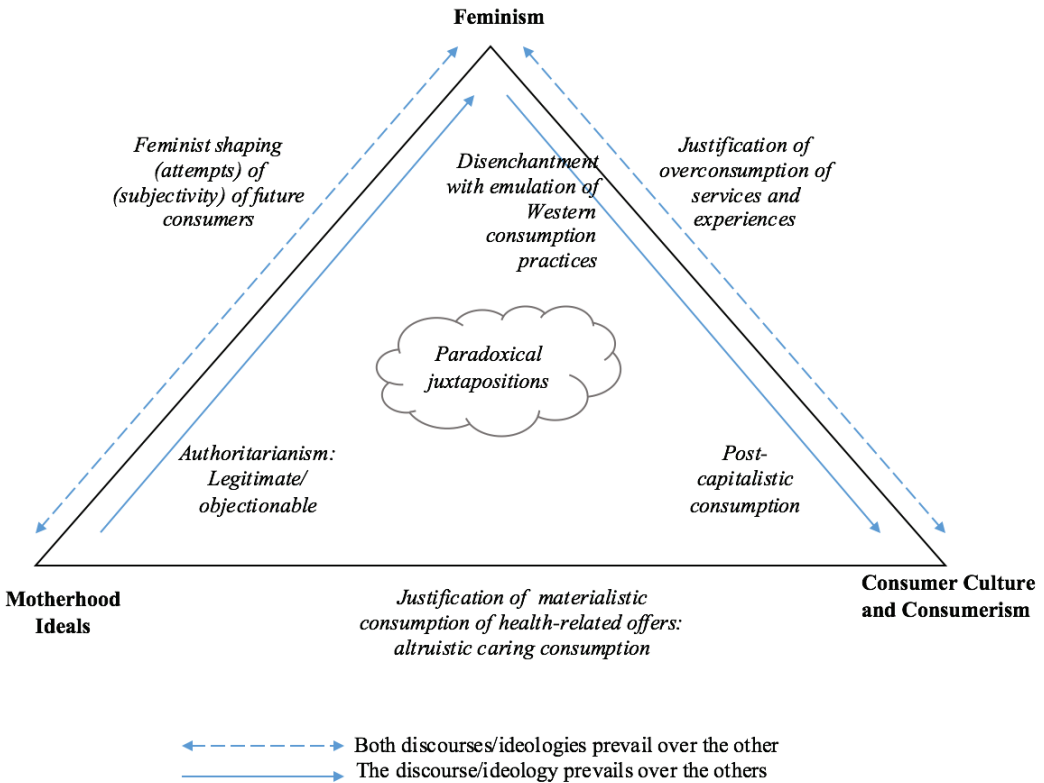 Feminism
Feminist shaping
(attempts) of
(subjectivity) of future
consumers
Disenchantment
with emulation of
Western
consumption
practices
Justification of
overconsumption of
services and
experiences
Paradoxical
juxtapositions
Authoritarianism:
Legitimate/
objectionable
Post-
capitalistic
consumption
Motherhood
Ideals
Justification of materialistic
consumption of health-related offers:
altruistic caring consumption
Consumer Culture
and Consumerism
Both discourses/ideologies prevail over the other
The discourse/ideology prevails over the others